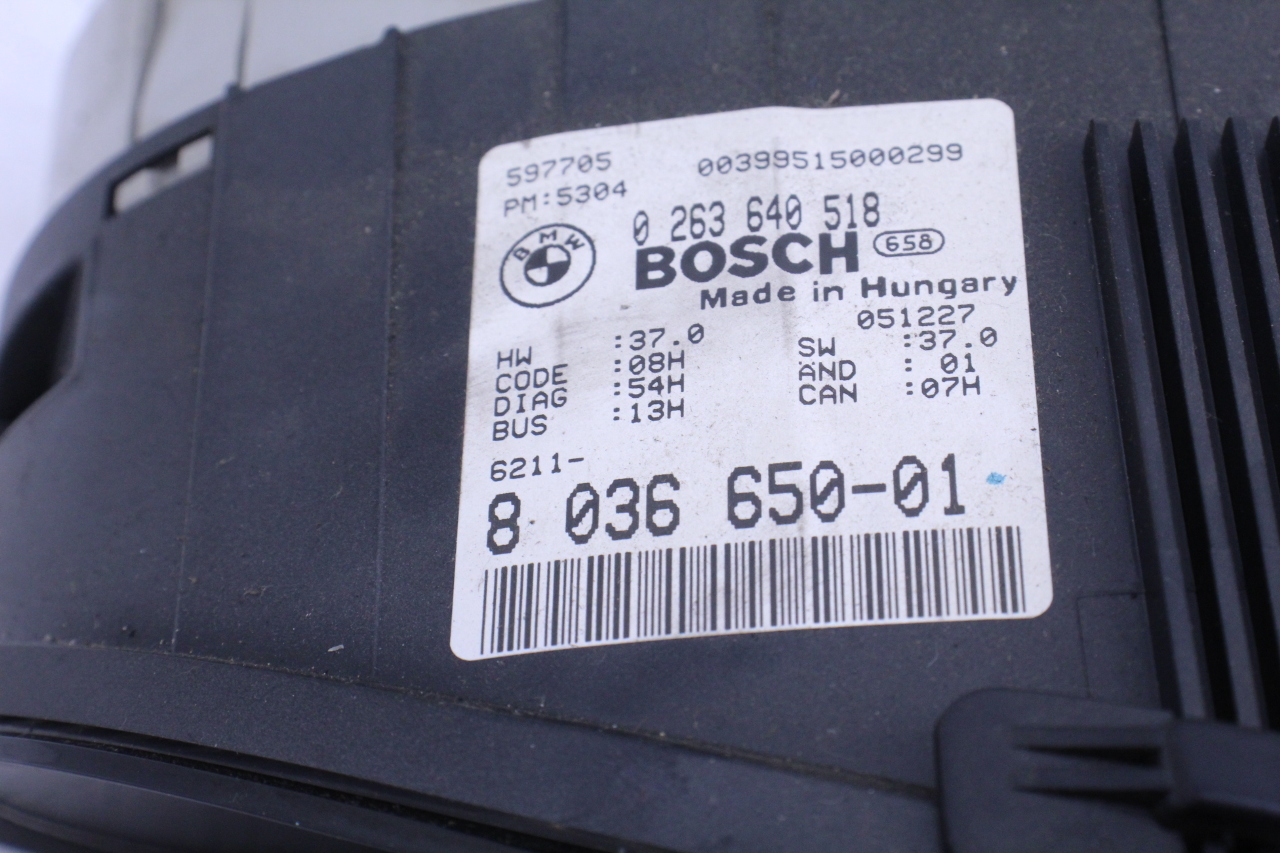 597705 00399515000299
PM:5304
0 263 640 518
BMW
BOSCH 658
Made in Hungary
051227
HW :37.0 SW :37.0
CODE :08H ÄND : 01
DIAG :54H CAN :07H
BUS :13H
6211-
8 036 650-01